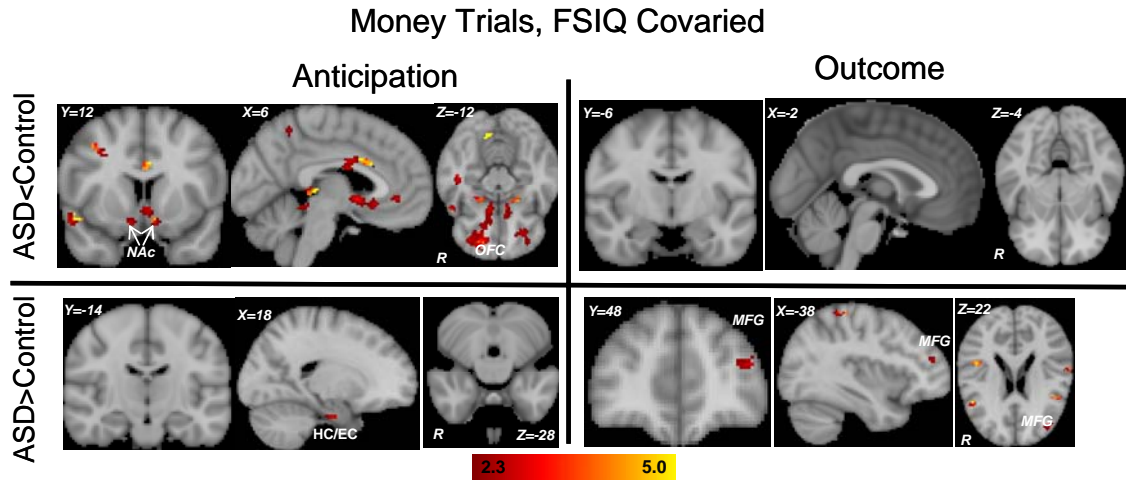 Money Trials, FSIQ Covaried
Anticipation
Outcome
ASD<Control
Y=12
X=6
Z=-12
NAc
OFC
R
Y=-6
X=-2
Z=-4
R
ASD>Control
Y=-14
X=18
HC/EC
R
Z=-28
Y=48
MFG
X=-38
MFG
Z=22
MFG
R
2.3
5.0